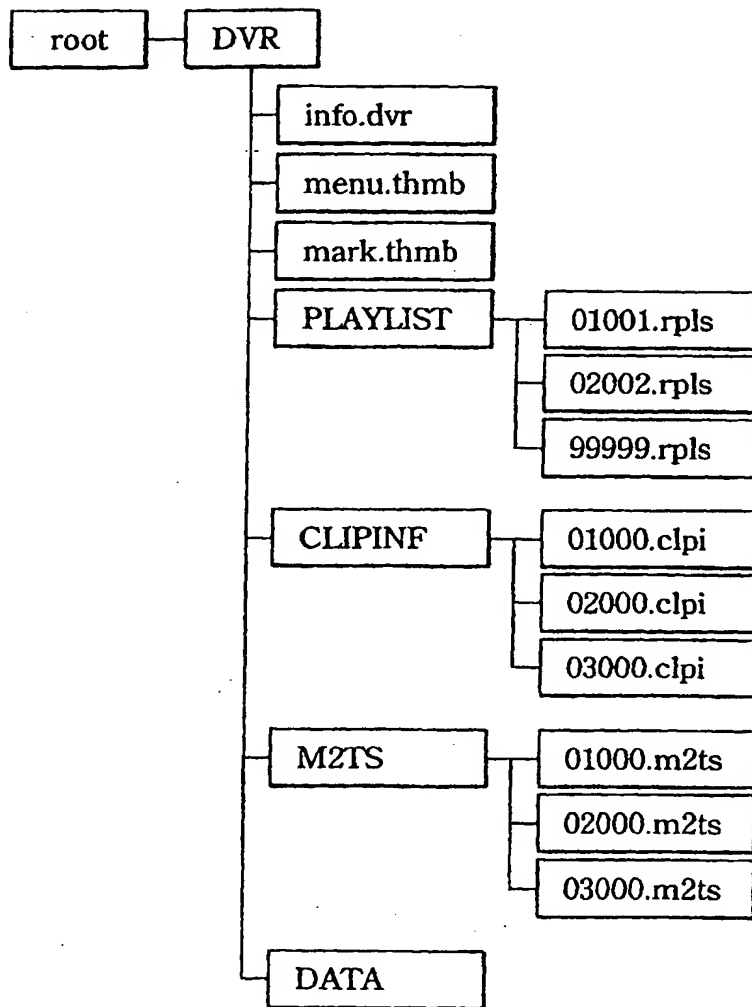 root DVR
info.dvr
menu.thmb
mark.thmb
PLAYLIST 01001.rpls
02002.rpls
99999.rpls
CLIPINF 01000.clpi
02000.clpi
03000.clpi
M2TS 01000.m2ts
02000.m2ts
03000.m2ts
DATA